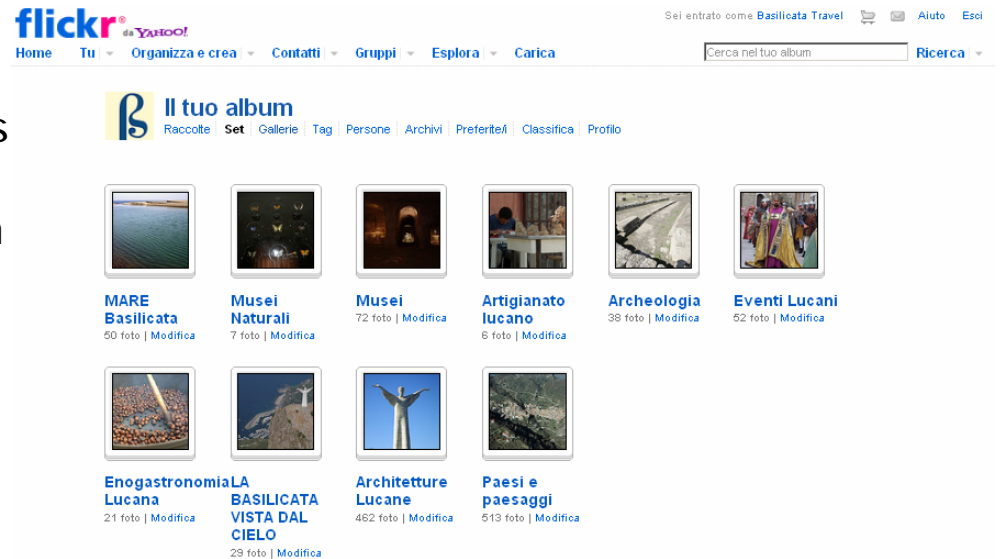 flickr® da YAHOO!
Sei entrato come Basilicata Travel Aiuto Esci
Home Tu Organizza e crea Contatti Gruppi Esplora Carica
Cerca nel tuo album Ricerca
s
Il tuo album
Raccolte Set Gallerie Tag Persone Archivi Preferite/i Classifica Profilo
MARE
Basilicata
50 foto | Modifica
Musei
Naturali
7 foto | Modifica
Musei
72 foto | Modifica
Artigianato
lucano
6 foto | Modifica
Archeologia
38 foto | Modifica
Eventi Lucani
52 foto | Modifica
Enogastronomia
Lucana
21 foto | Modifica
LA
BASILICATA
VISTA DAL
CIELO
29 foto | Modifica
Architetture
Lucane
462 foto | Modifica
Paesi e
paesaggi
513 foto | Modifica